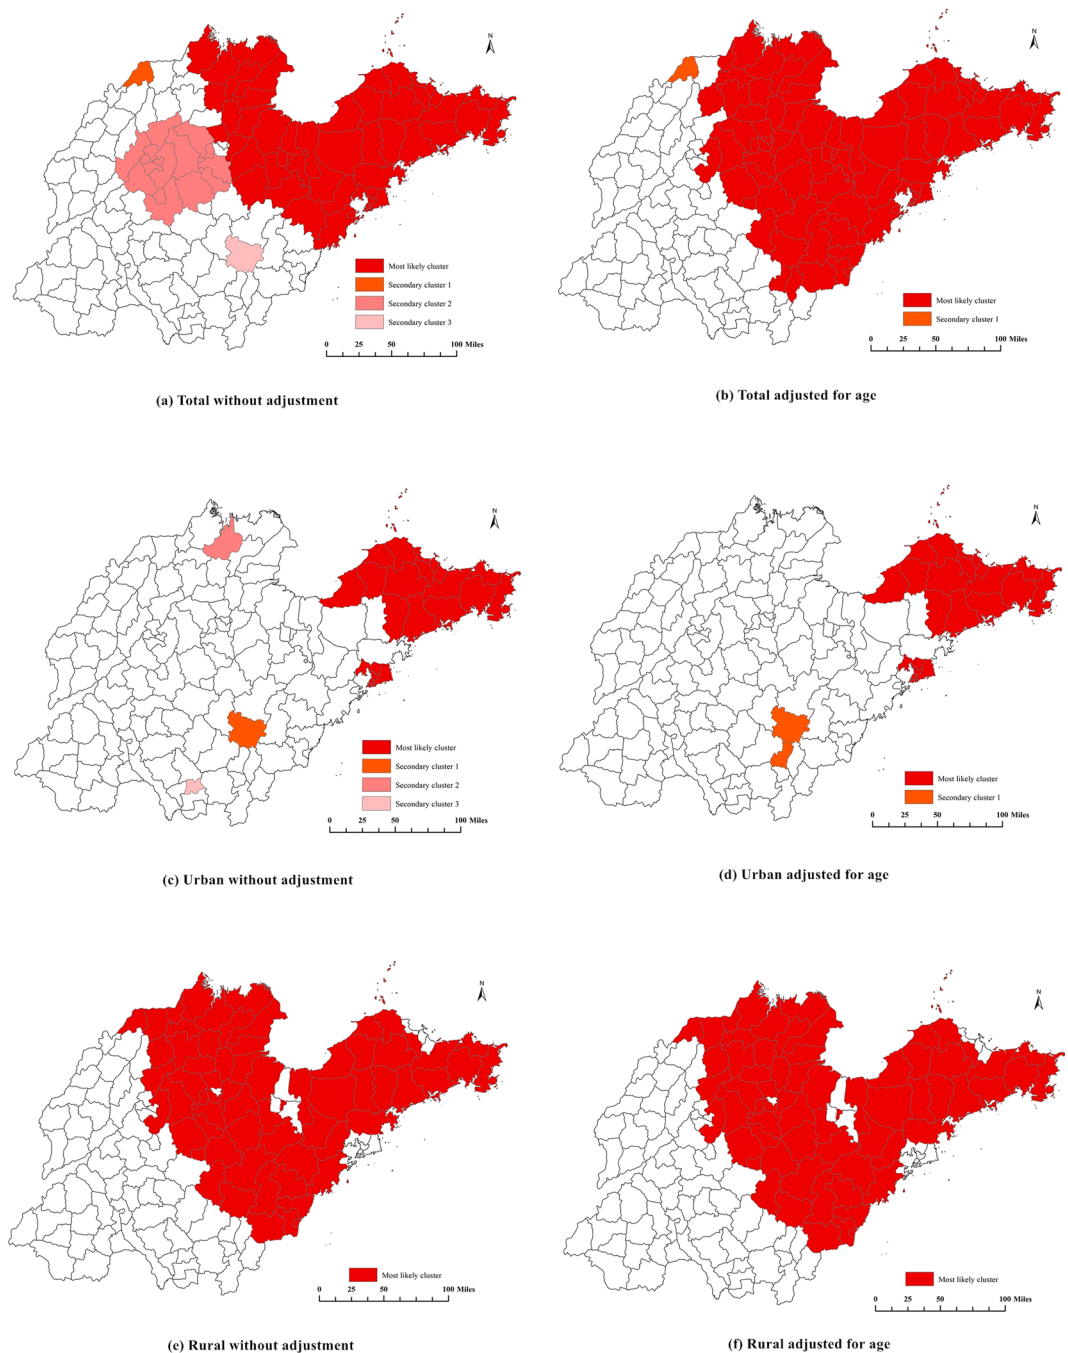 N
Most likely cluster
Secondary cluster 1
Secondary cluster 2
Secondary cluster 3
0 25 50 100 Miles
(a) Total without adjustment
N
Most likely cluster
Secondary cluster 1
0 25 50 100 Miles
(b) Total adjusted for age
N
Most likely cluster
Secondary cluster 1
Secondary cluster 2
Secondary cluster 3
0 25 50 100 Miles
(c) Urban without adjustment
N
Most likely cluster
Secondary cluster 1
0 25 50 100 Miles
(d) Urban adjusted for age
N
Most likely cluster
0 25 50 100 Miles
(e) Rural without adjustment
N
Most likely cluster
0 25 50 100 Miles
(f) Rural adjusted for age